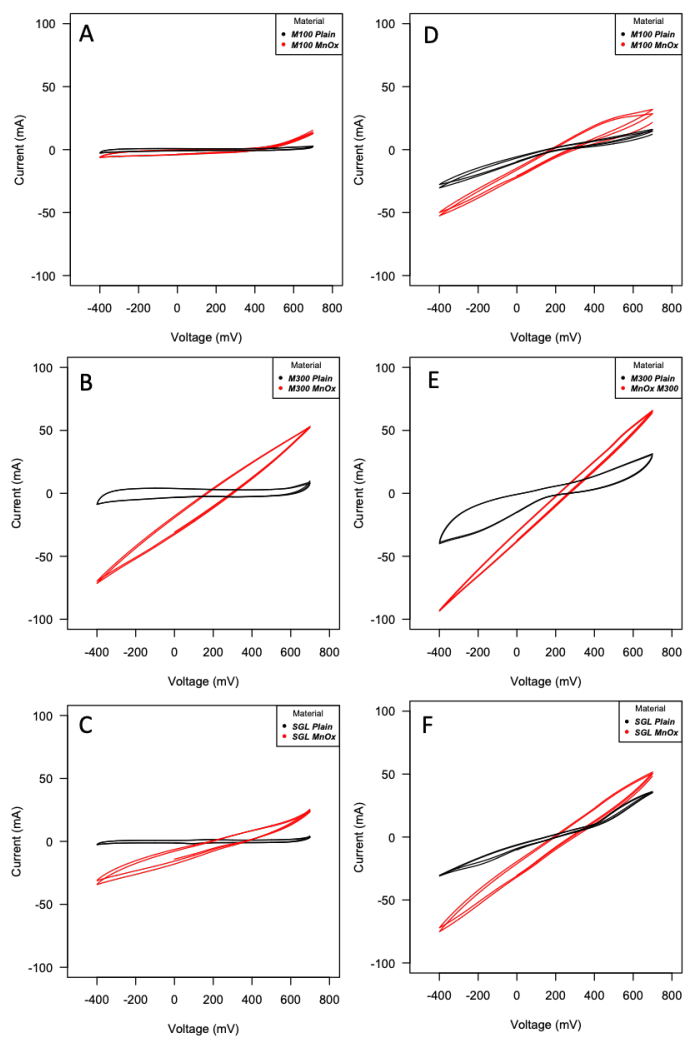 A
Material
M100 Plain
M100 MnOx
100
50
0
-50
-100
Current (mA)
-400 -200 0 200 400 600 800
Voltage (mV)
D
Material
M100 Plain
M100 MnOx
100
50
0
-50
-100
Current (mA)
-400 -200 0 200 400 600 800
Voltage (mV)
B
Material
M300 Plain
M300 MnOx
100
50
0
-50
-100
Current (mA)
-400 -200 0 200 400 600 800
Voltage (mV)
E
Material
M300 Plain
MnOx M300
100
50
0
-50
-100
Current (mA)
-400 -200 0 200 400 600 800
Voltage (mV)
C
Material
SGL Plain
SGL MnOx
100
50
0
-50
-100
Current (mA)
-400 -200 0 200 400 600 800
Voltage (mV)
F
Material
SGL Plain
SGL MnOx
100
50
0
-50
-100
Current (mA)
-400 -200 0 200 400 600 800
Voltage (mV)